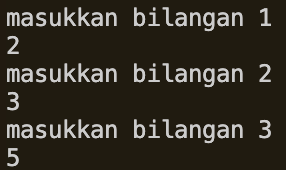 masukkan bilangan 1
2
masukkan bilangan 2
3
masukkan bilangan 3
5